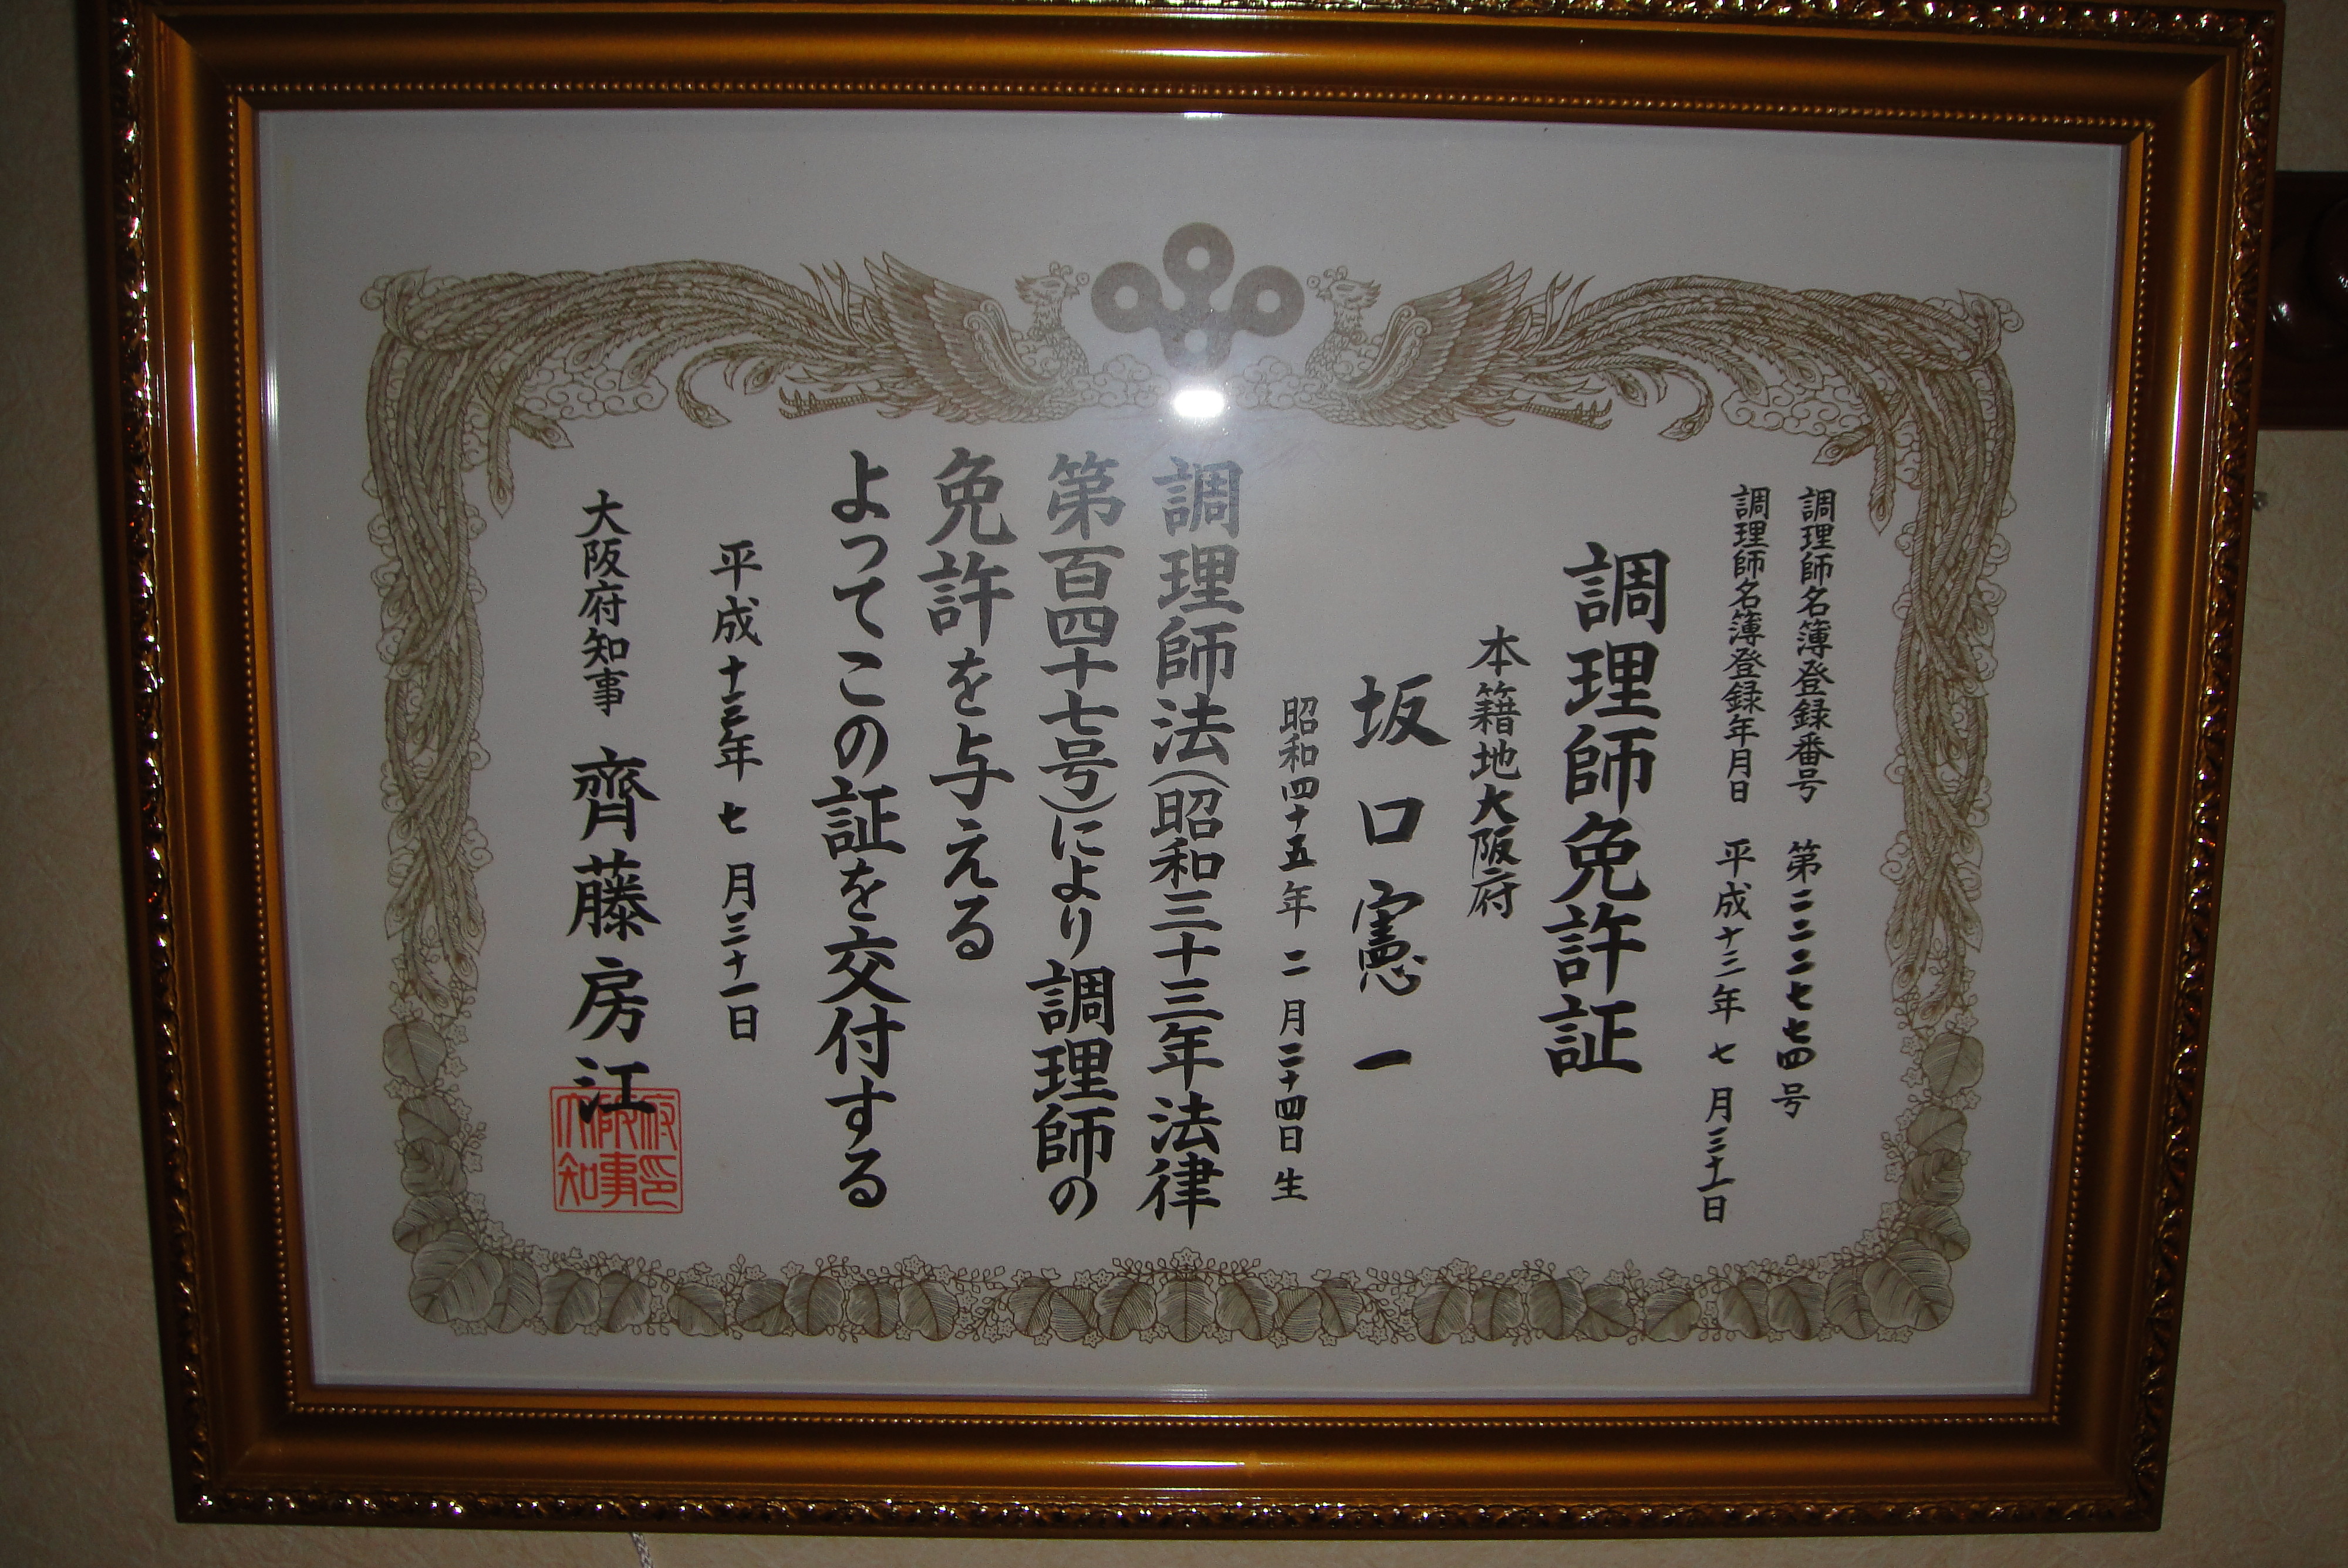 調理師名簿登録番号 第二二二七七四号
調理師名簿登録年月日 平成十三年七月三十一日
調理師免許証
本籍地大阪府
坂口憲一
昭和四十五年二月二十四日生
調理師法(昭和三十三年法律
第百四十七号)により調理師の
免許を与える
よってこの証を交付する
平成十三年七月三十一日
大阪府知事 齊藤房江
大阪府知事印